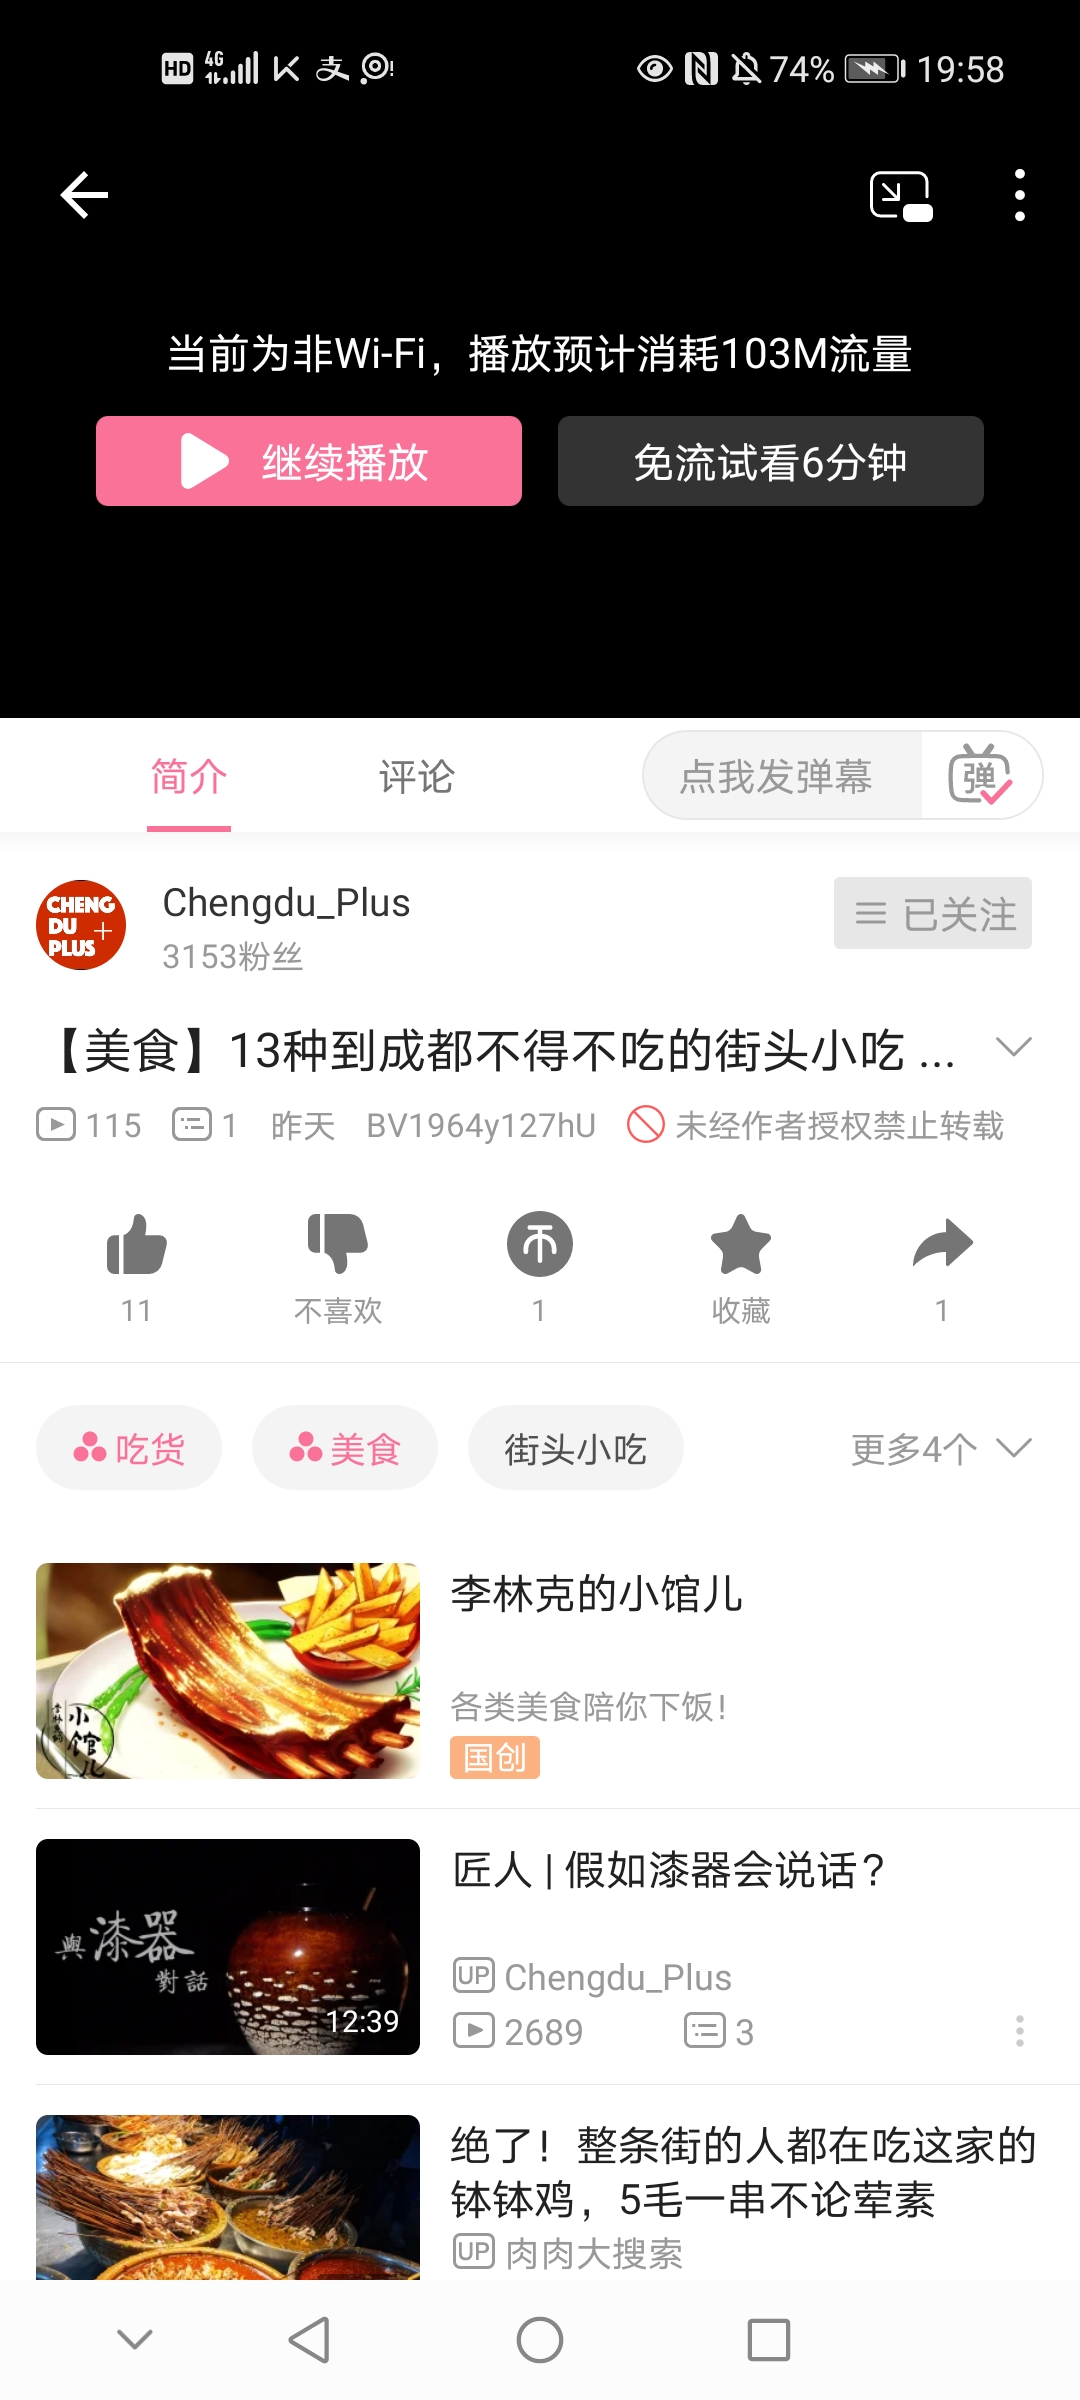 HD 4G 支 74% 19:58
当前为非Wi-Fi，播放预计消耗103M流量
继续播放 免流试看6分钟
简介 评论 点我发弹幕 弹
CHENG
DU
PLUS+
Chengdu_Plus
3153粉丝
已关注
【美食】13种到成都不得不吃的街头小吃 ...
115 1 昨天 BV1964y127hU 未经作者授权禁止转载
11 不喜欢 1 收藏 1
吃货 美食 街头小吃 更多4个
小馆儿
李林克的小馆儿
各类美食陪你下饭！
国创
與漆器
對話
12:39
匠人 | 假如漆器会说话？
UP Chengdu_Plus
2689 3
绝了！整条街的人都在吃这家的
钵钵鸡，5毛一串不论荤素
UP 肉肉大搜索